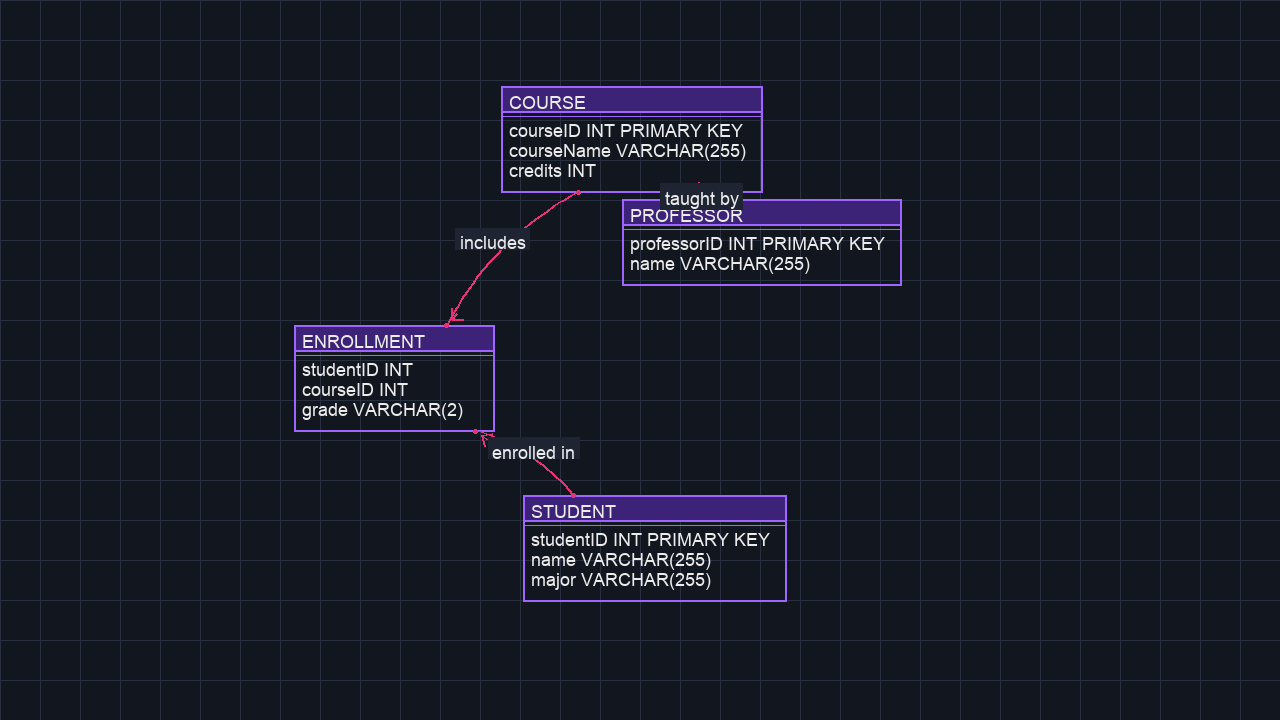 COURSE
courseID INT PRIMARY KEY
courseName VARCHAR(255)
credits INT
taught by
PROFESSOR
professorID INT PRIMARY KEY
name VARCHAR(255)
includes
ENROLLMENT
studentID INT
courseID INT
grade VARCHAR(2)
enrolled in
STUDENT
studentID INT PRIMARY KEY
name VARCHAR(255)
major VARCHAR(255)